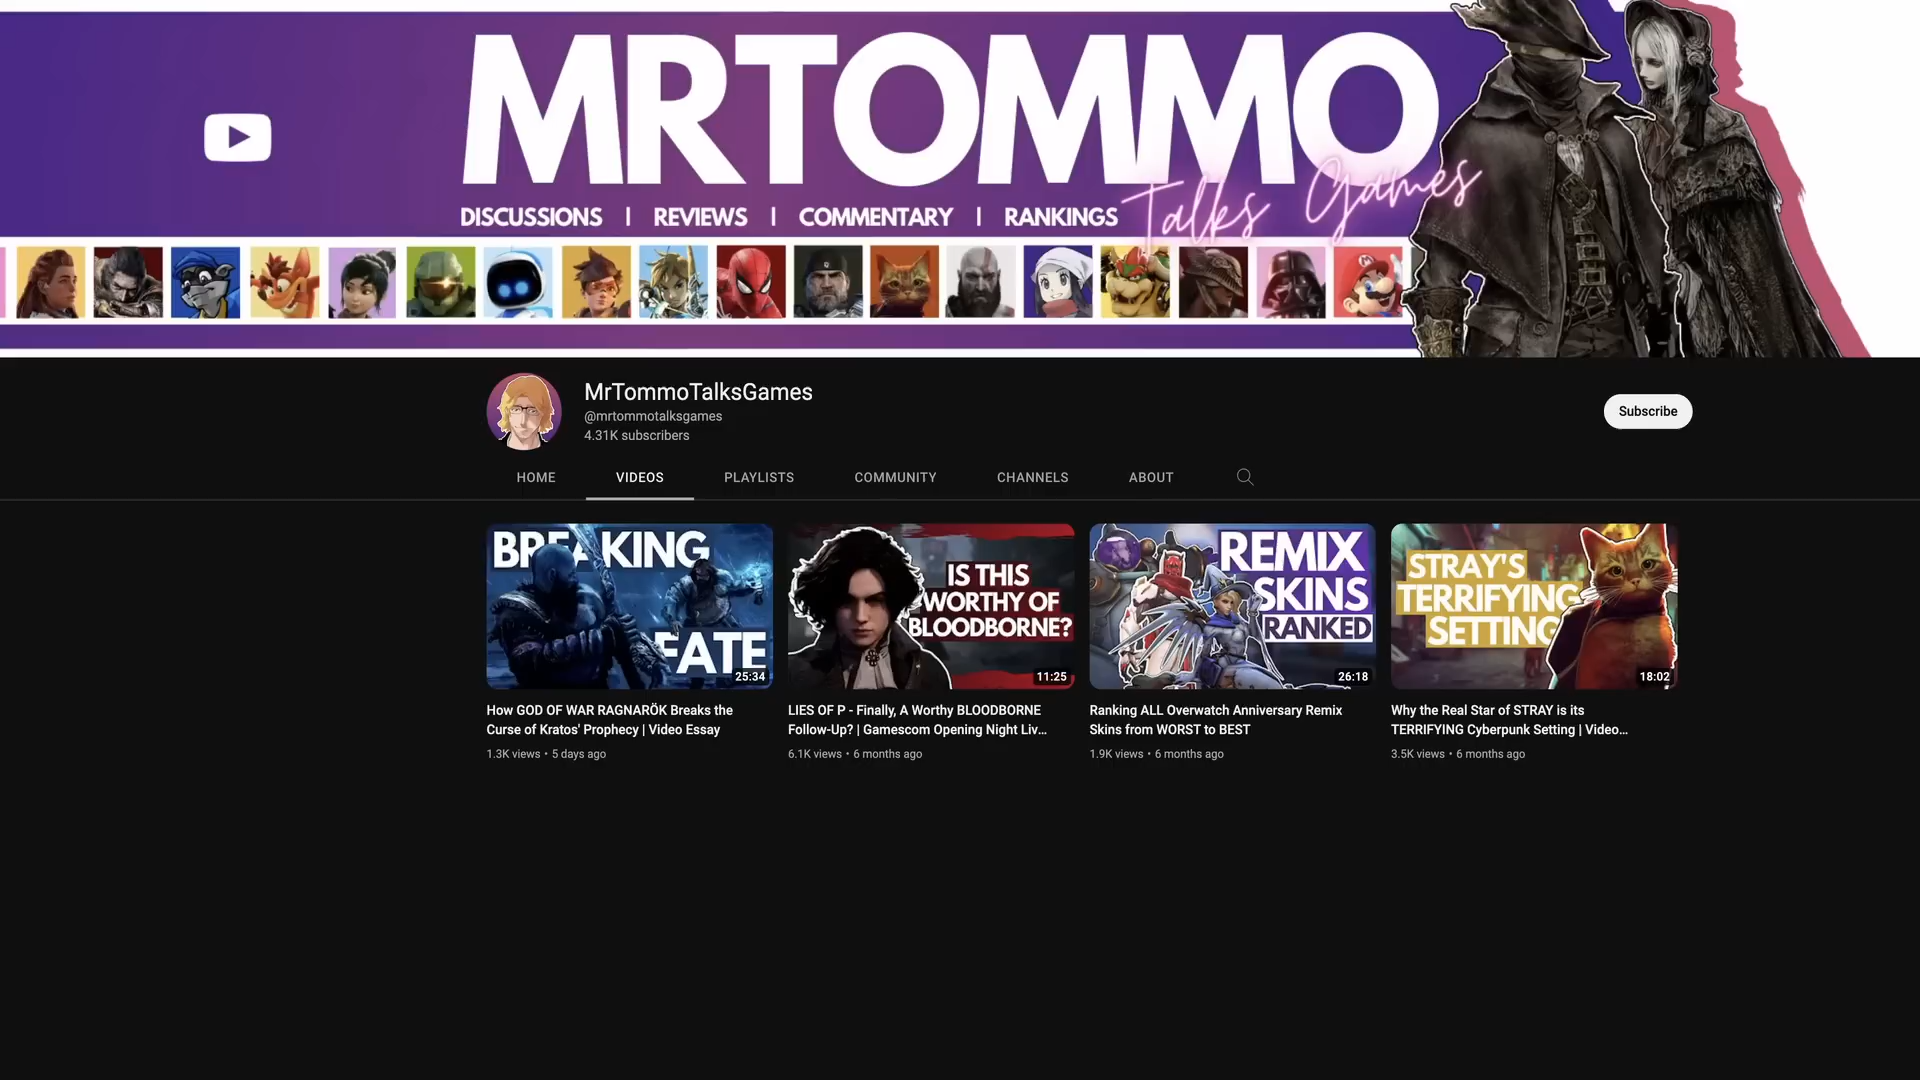 MRTOMMO
Talks Games
DISCUSSIONS | REVIEWS | COMMENTARY | RANKINGS
MrTommoTalksGames
@mrtommotalksgames
4.31K subscribers
Subscribe
HOME VIDEOS PLAYLISTS COMMUNITY CHANNELS ABOUT
BREAKING
FATE
25:34
How GOD OF WAR RAGNARÖK Breaks the
Curse of Kratos' Prophecy | Video Essay
1.3K views • 5 days ago
IS THIS
WORTHY OF
BLOODBORNE?
11:25
LIES OF P - Finally, A Worthy BLOODBORNE
Follow-Up? | Gamescom Opening Night Liv...
6.1K views • 6 months ago
REMIX
SKINS
RANKED
26:18
Ranking ALL Overwatch Anniversary Remix
Skins from WORST to BEST
1.9K views • 6 months ago
STRAY'S
TERRIFYING
SETTING
18:02
Why the Real Star of STRAY is its
TERRIFYING Cyberpunk Setting | Video...
3.5K views • 6 months ago